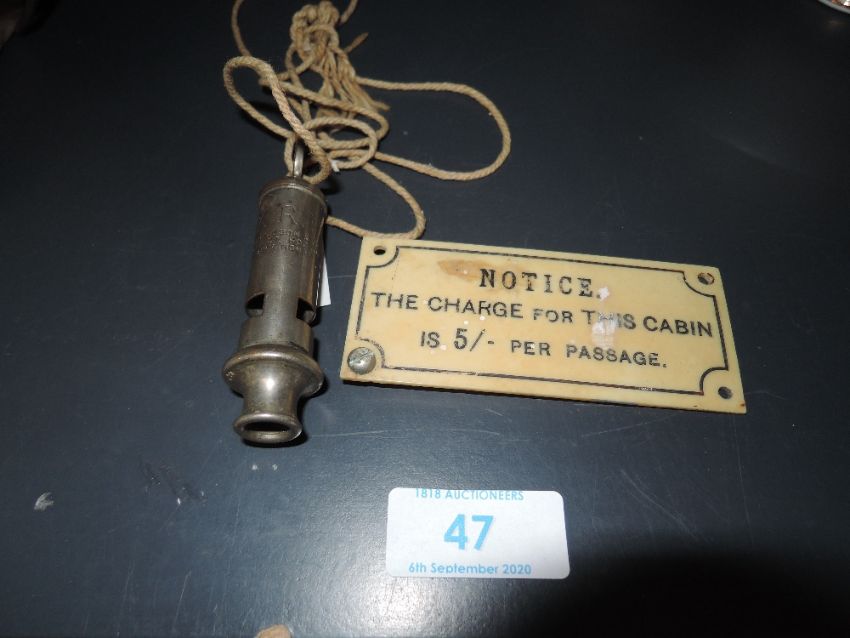 NOTICE.
THE CHARGE FOR THIS CABIN
IS 5/- PER PASSAGE.
1818 AUCTIONEERS
47
6th September 2020